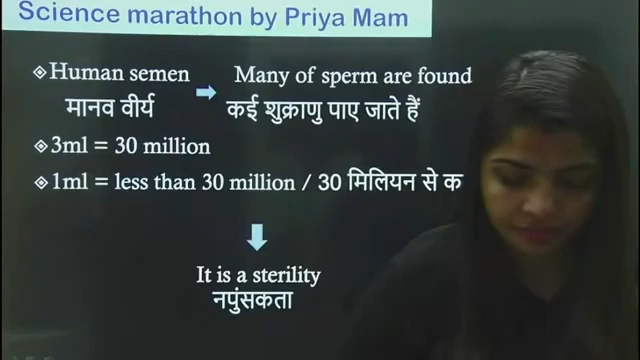 Science marathon by Priya Mam
Human semen Many of sperm are found
मानव वीर्य कई शुक्राणु पाए जाते हैं
3ml = 30 million
1ml = less than 30 million / 30 मिलियन से क
It is a sterility
नपुंसकता